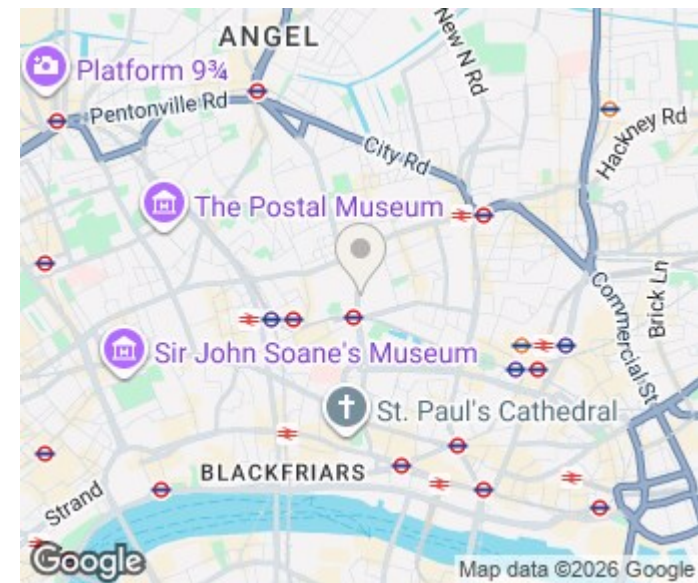 ANGEL
New N Rd
Platform 9¾
Pentonville Rd
City Rd
Hackney Rd
The Postal Museum
Brick Ln
Commercial St
Sir John Soane's Museum
St. Paul's Cathedral
BLACKFRIARS
Strand
Google
Map data ©2026 Google